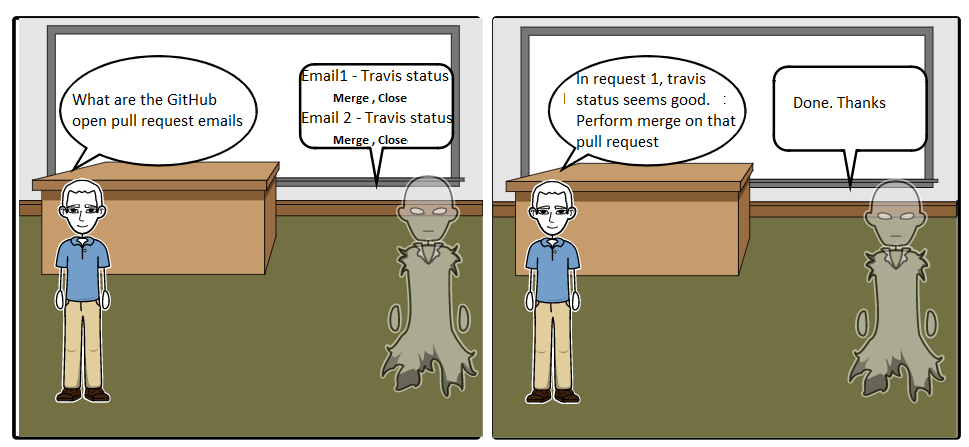 What are the GitHub
open pull request emails
Email1 - Travis status
Merge , Close
Email 2 - Travis status
Merge , Close
In request 1, travis
status seems good. :
Perform merge on that
pull request
Done. Thanks